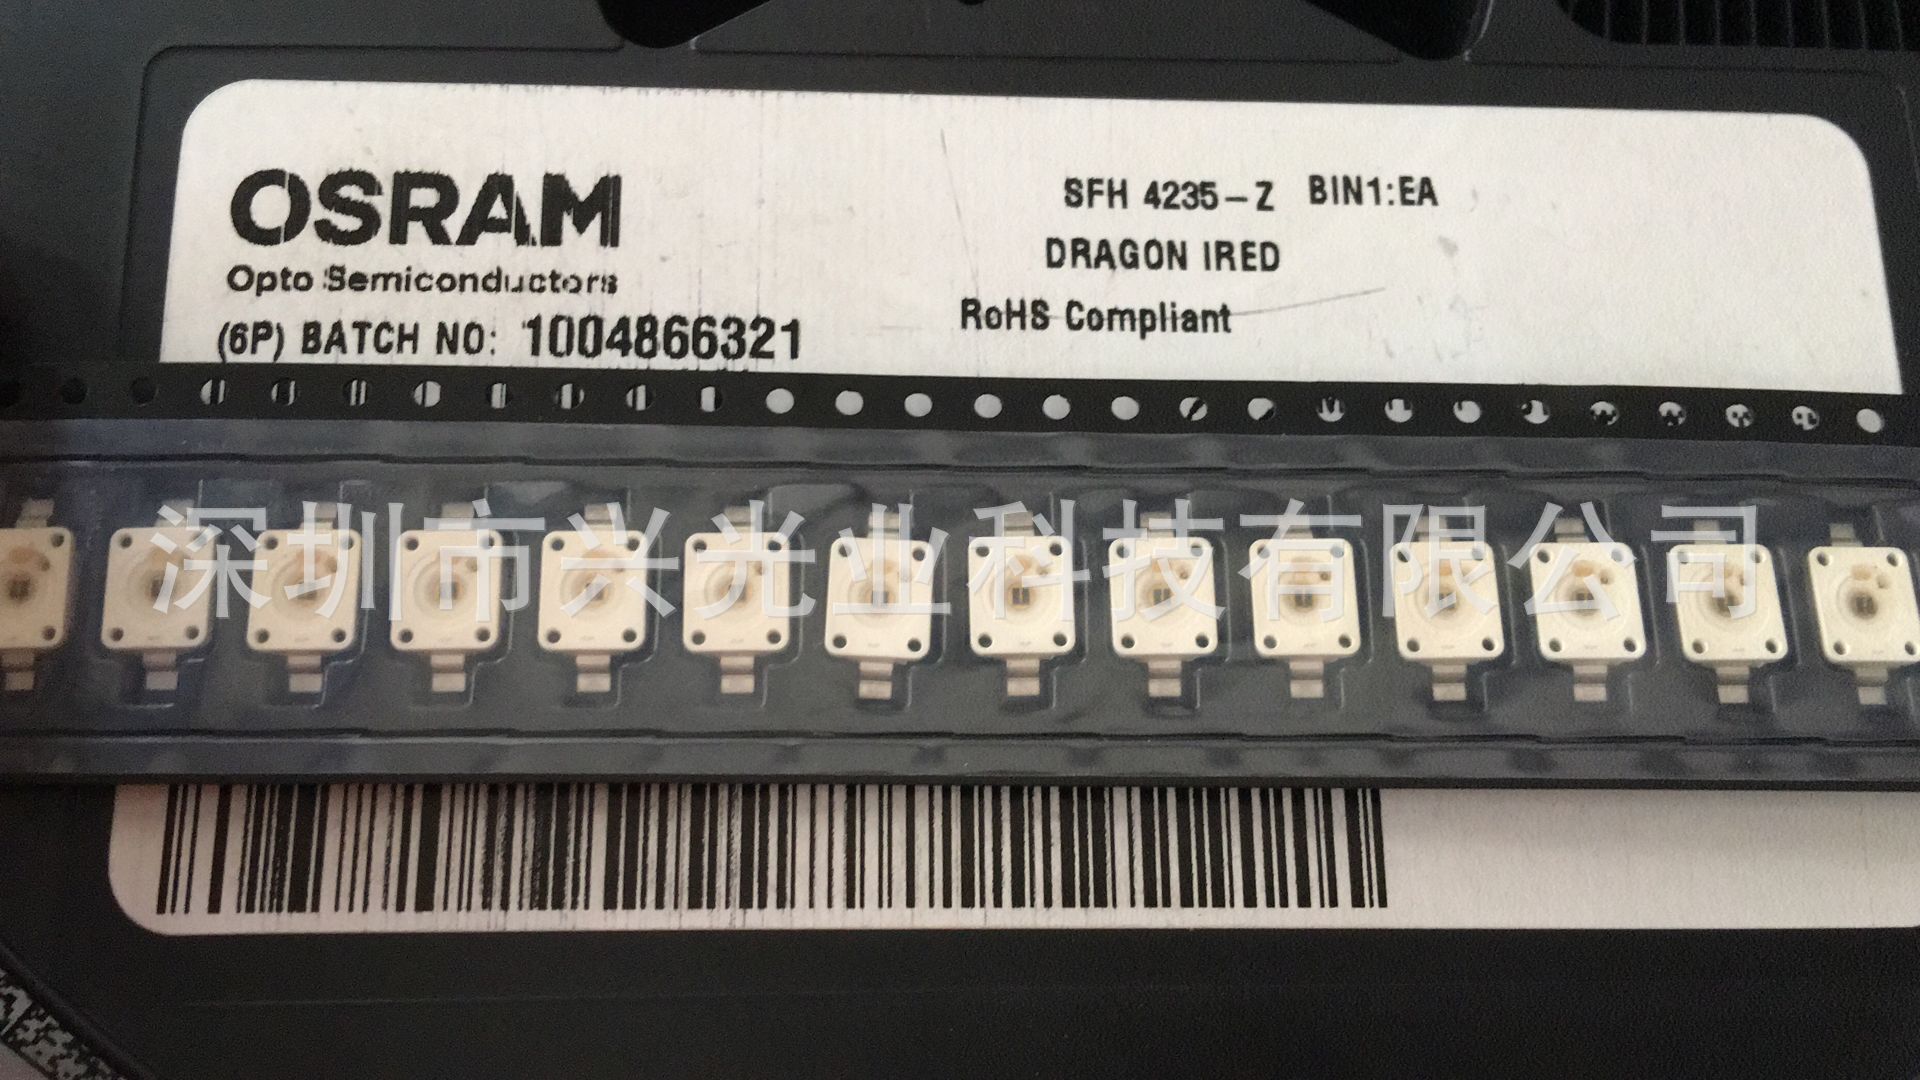 OSRAM
Opto Semiconductors
(6P) BATCH NO: 1004866321
SFH 4235-Z BIN1:EA
DRAGON IRED
RoHS Compliant
深圳市兴光业科技有限公司